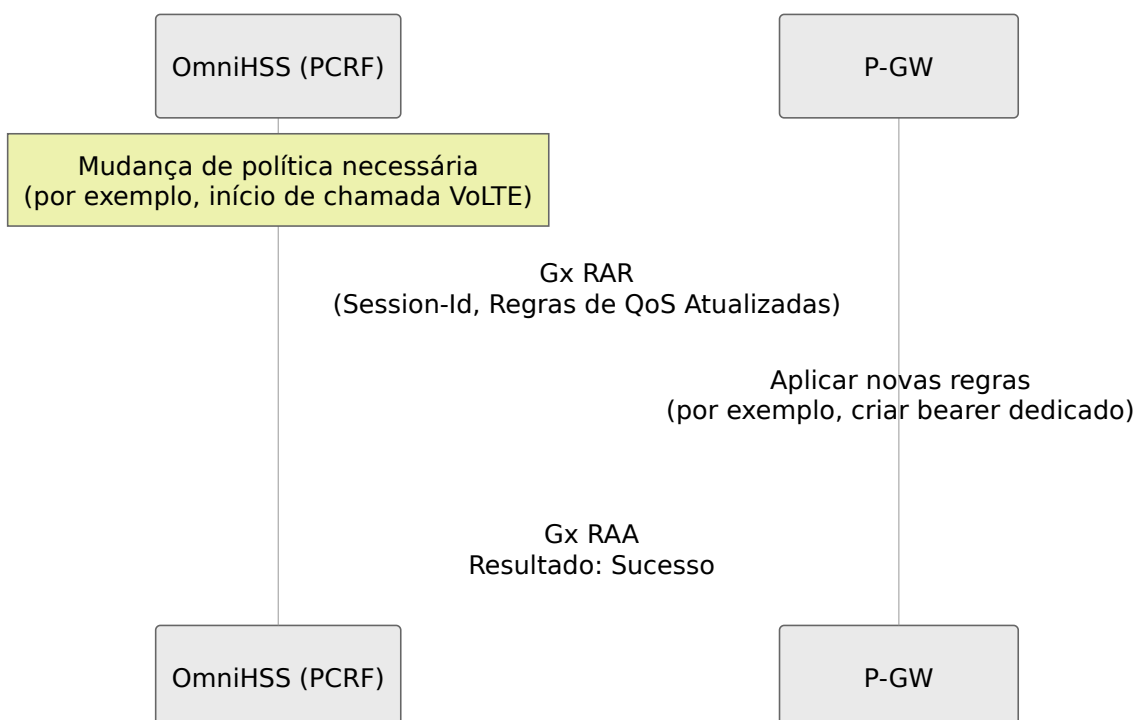 OmniHSS (PCRF)
P-GW
Mudança de política necessária
(por exemplo, início de chamada VoLTE)
Gx RAR
(Session-Id, Regras de QoS Atualizadas)
Aplicar novas regras
(por exemplo, criar bearer dedicado)
Gx RAA
Resultado: Sucesso
OmniHSS (PCRF)
P-GW